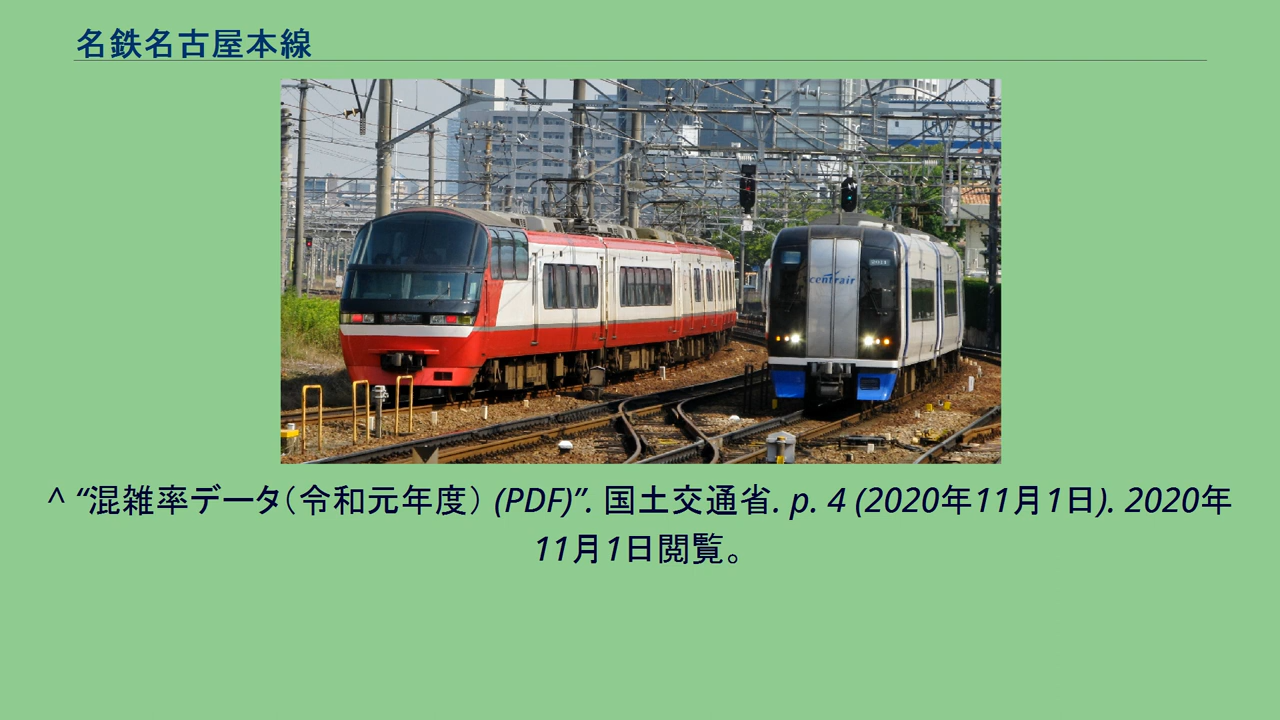 名鉄名古屋本線
centrair
^ “混雑率データ（令和元年度） (PDF)”. 国土交通省. p. 4 (2020年11月1日). 2020年
11月1日閲覧。